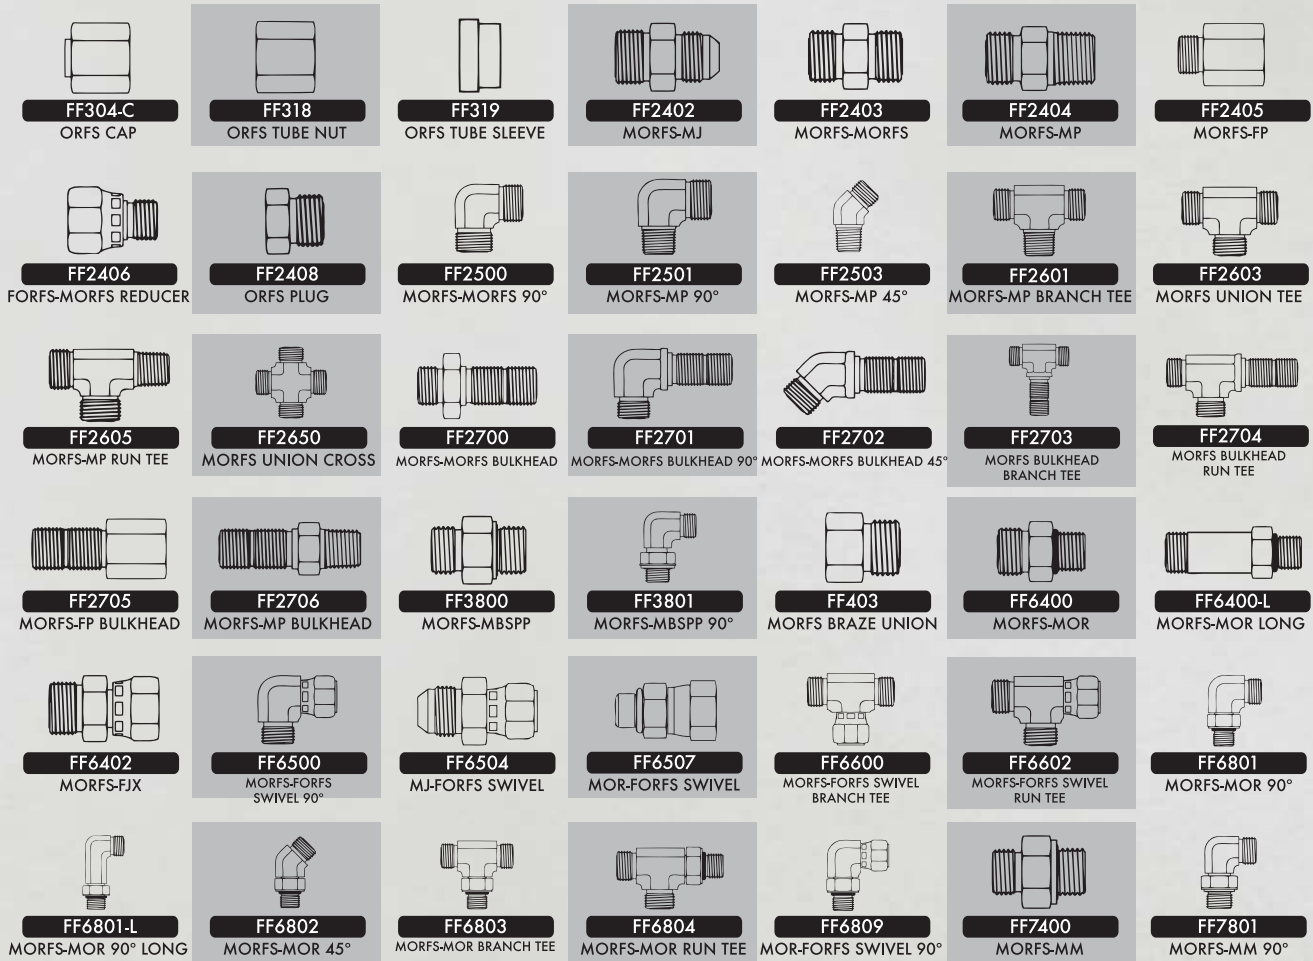 FF304-C
ORFS CAP
FF318
ORFS TUBE NUT
FF319
ORFS TUBE SLEEVE
FF2402
MORFS-MJ
FF2403
MORFS-MORFS
FF2404
MORFS-MP
FF2405
MORFS-FP
FF2406
FORFS-MORFS REDUCER
FF2408
ORFS PLUG
FF2500
MORFS-MORFS 90°
FF2501
MORFS-MP 90°
FF2503
MORFS-MP 45°
FF2601
MORFS-MP BRANCH TEE
FF2603
MORFS UNION TEE
FF2605
MORFS-MP RUN TEE
FF2650
MORFS UNION CROSS
FF2700
MORFS-MORFS BULKHEAD
FF2701
MORFS-MORFS BULKHEAD 90°
FF2702
MORFS-MORFS BULKHEAD 45°
FF2703
MORFS BULKHEAD
BRANCH TEE
FF2704
MORFS BULKHEAD
RUN TEE
FF2705
MORFS-FP BULKHEAD
FF2706
MORFS-MP BULKHEAD
FF3800
MORFS-MBSPP
FF3801
MORFS-MBSPP 90°
FF403
MORFS BRAZE UNION
FF6400
MORFS-MOR
FF6400-L
MORFS-MOR LONG
FF6402
MORFS-FJX
FF6500
MORFS-FORFS
SWIVEL 90°
FF6504
MJ-FORFS SWIVEL
FF6507
MOR-FORFS SWIVEL
FF6600
MORFS-FORFS SWIVEL
BRANCH TEE
FF6602
MORFS-FORFS SWIVEL
RUN TEE
FF6801
MORFS-MOR 90°
FF6801-L
MORFS-MOR 90° LONG
FF6802
MORFS-MOR 45°
FF6803
MORFS-MOR BRANCH TEE
FF6804
MORFS-MOR RUN TEE
FF6809
MOR-FORFS SWIVEL 90°
FF7400
MORFS-MM
FF7801
MORFS-MM 90°